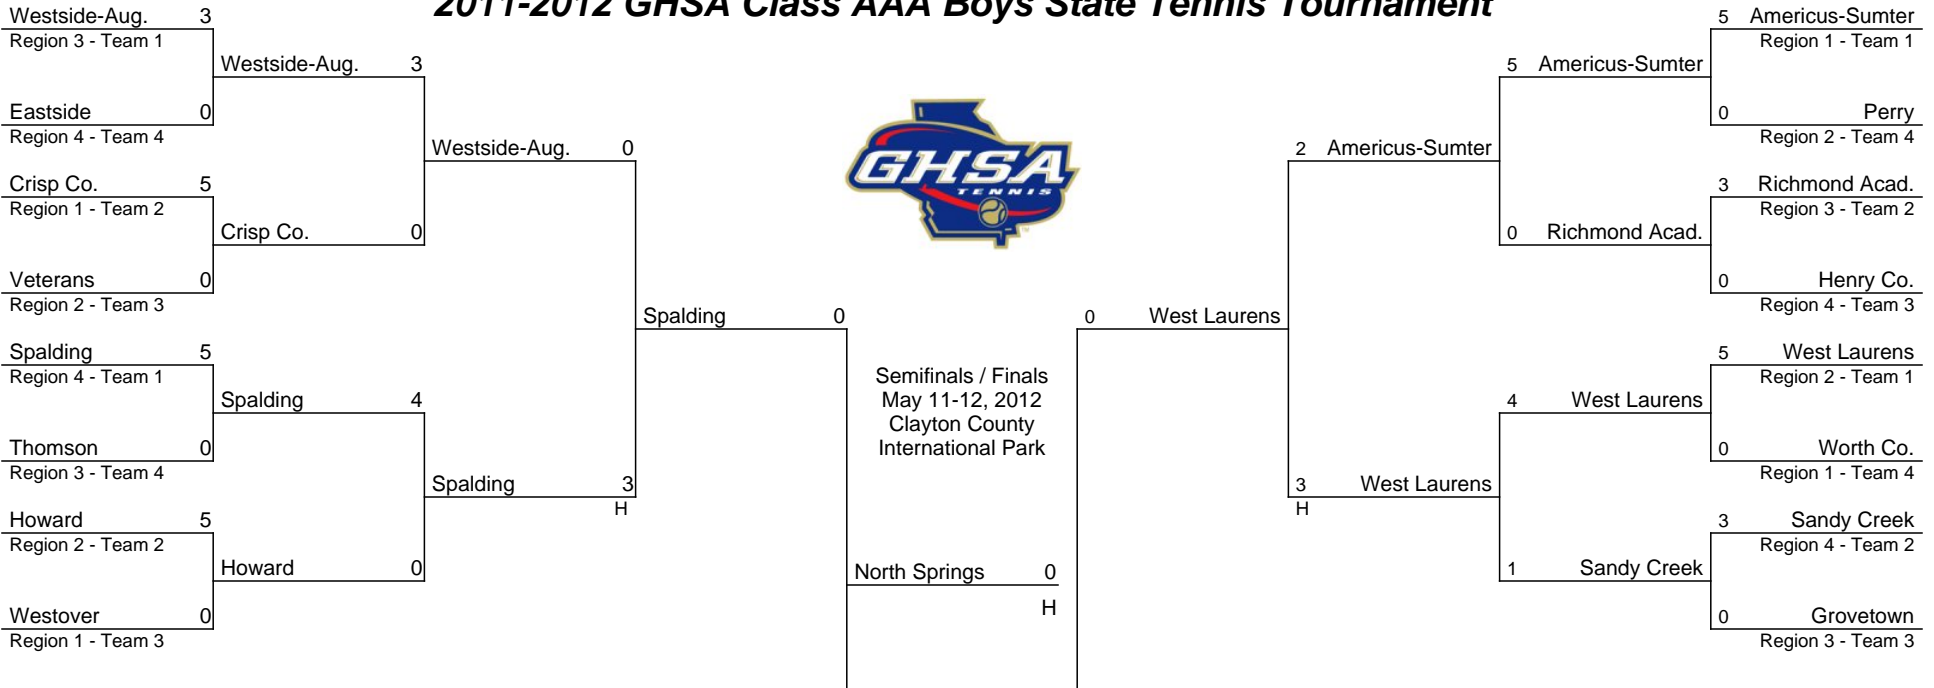 2011-2012 GHSA Class AAA Boys State Tennis Tournament
Westside-Aug. 3
Region 3 - Team 1
Eastside 0
Region 4 - Team 4
Crisp Co. 5
Region 1 - Team 2
Veterans 0
Region 2 - Team 3
Spalding 5
Region 4 - Team 1
Thomson 0
Region 3 - Team 4
Howard 5
Region 2 - Team 2
Westover 0
Region 1 - Team 3
Westside-Aug. 3
Crisp Co. 0
Spalding 4
Howard 0
Westside-Aug. 0
Spalding 3
H
Spalding 0
GHSA
TENNIS
Semifinals / Finals
May 11-12, 2012
Clayton County
International Park
North Springs 0
H
0 West Laurens
2 Americus-Sumter
3 West Laurens
H
5 Americus-Sumter
0 Richmond Acad.
4 West Laurens
1 Sandy Creek
5 Americus-Sumter
Region 1 - Team 1
0 Perry
Region 2 - Team 4
3 Richmond Acad.
Region 3 - Team 2
0 Henry Co.
Region 4 - Team 3
5 West Laurens
Region 2 - Team 1
0 Worth Co.
Region 1 - Team 4
3 Sandy Creek
Region 4 - Team 2
0 Grovetown
Region 3 - Team 3